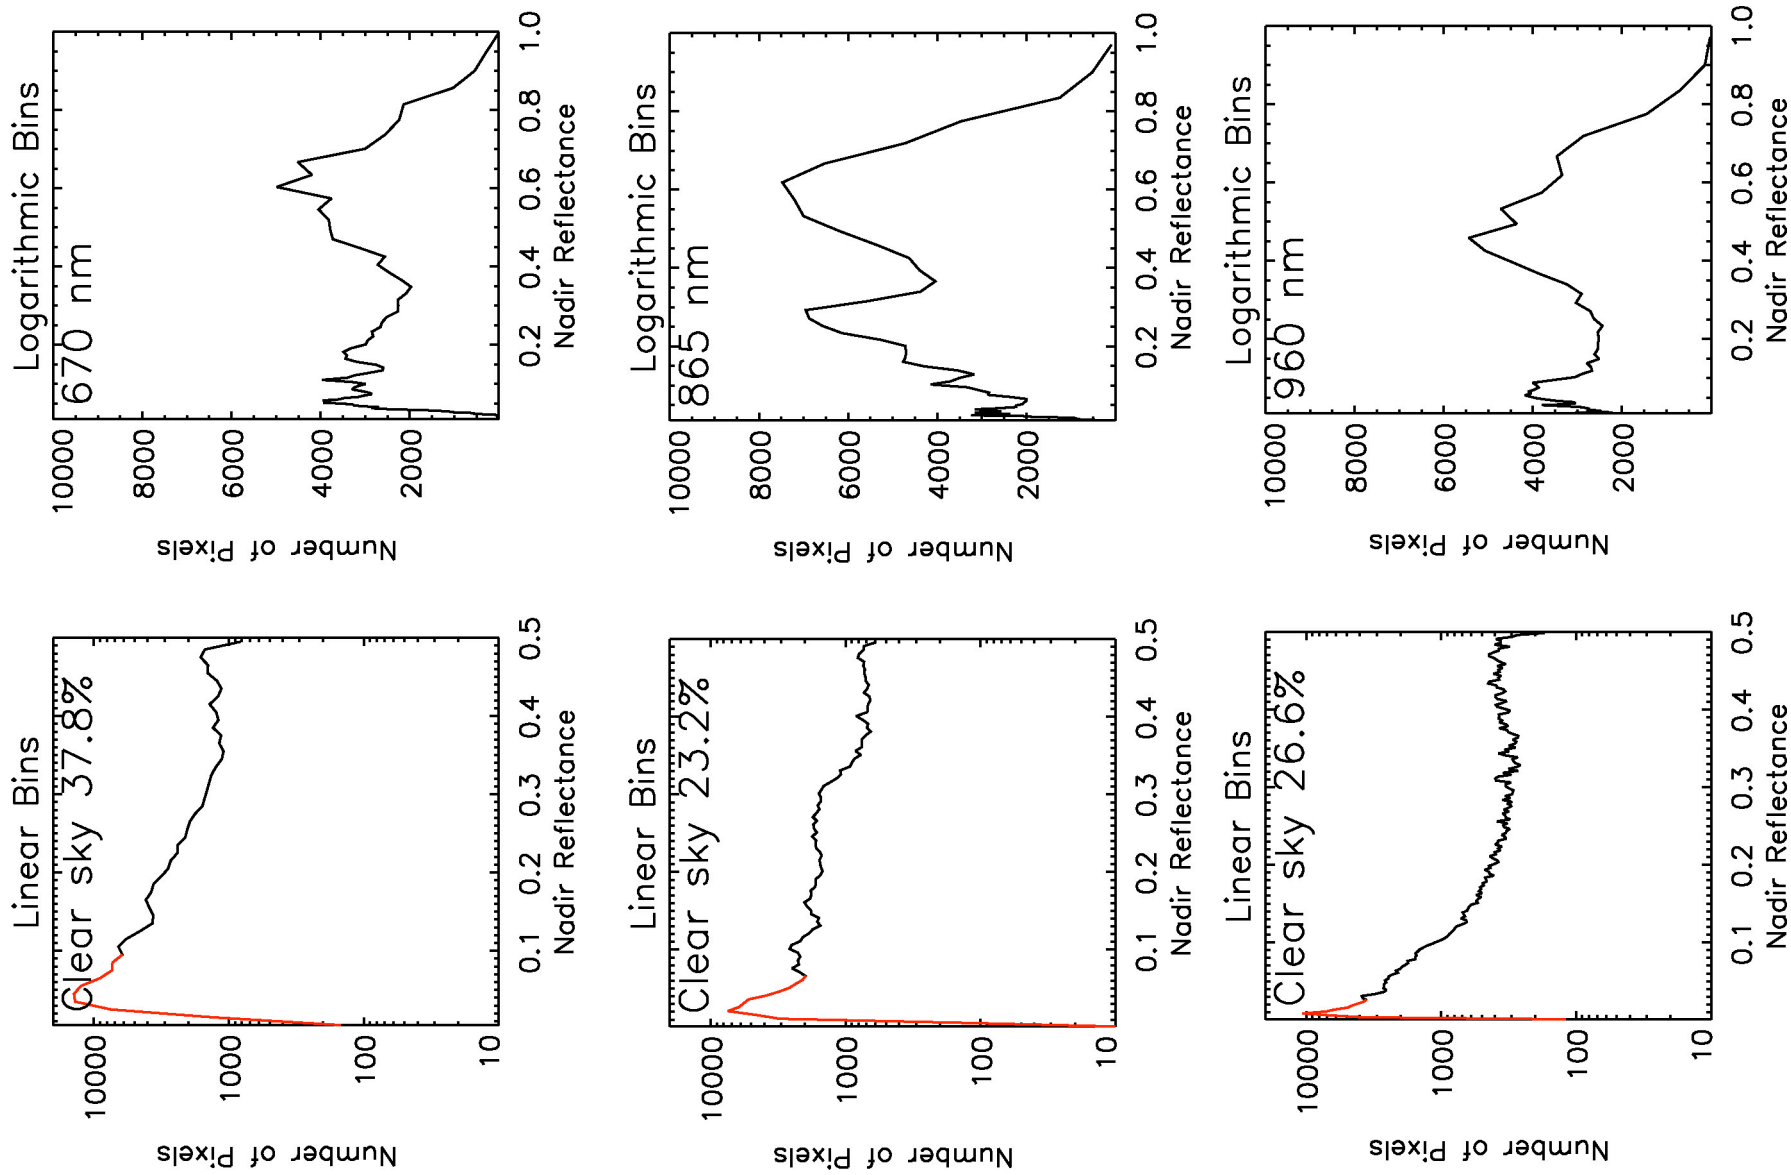 Logarithmic Bins
670 nm
10000
8000
6000
4000
2000
Number of Pixels
0.2
0.4
0.6
0.8
1.0
Nadir Reflectance
Logarithmic Bins
865 nm
10000
8000
6000
4000
2000
Number of Pixels
0.2
0.4
0.6
0.8
1.0
Nadir Reflectance
Logarithmic Bins
960 nm
10000
8000
6000
4000
2000
Number of Pixels
0.2
0.4
0.6
0.8
1.0
Nadir Reflectance
Linear Bins
Clear sky 37.8%
10000
1000
100
10
Number of Pixels
0.1
0.2
0.3
0.4
0.5
Nadir Reflectance
Linear Bins
Clear sky 23.2%
10000
1000
100
10
Number of Pixels
0.1
0.2
0.3
0.4
0.5
Nadir Reflectance
Linear Bins
Clear sky 26.6%
10000
1000
100
10
Number of Pixels
0.1
0.2
0.3
0.4
0.5
Nadir Reflectance